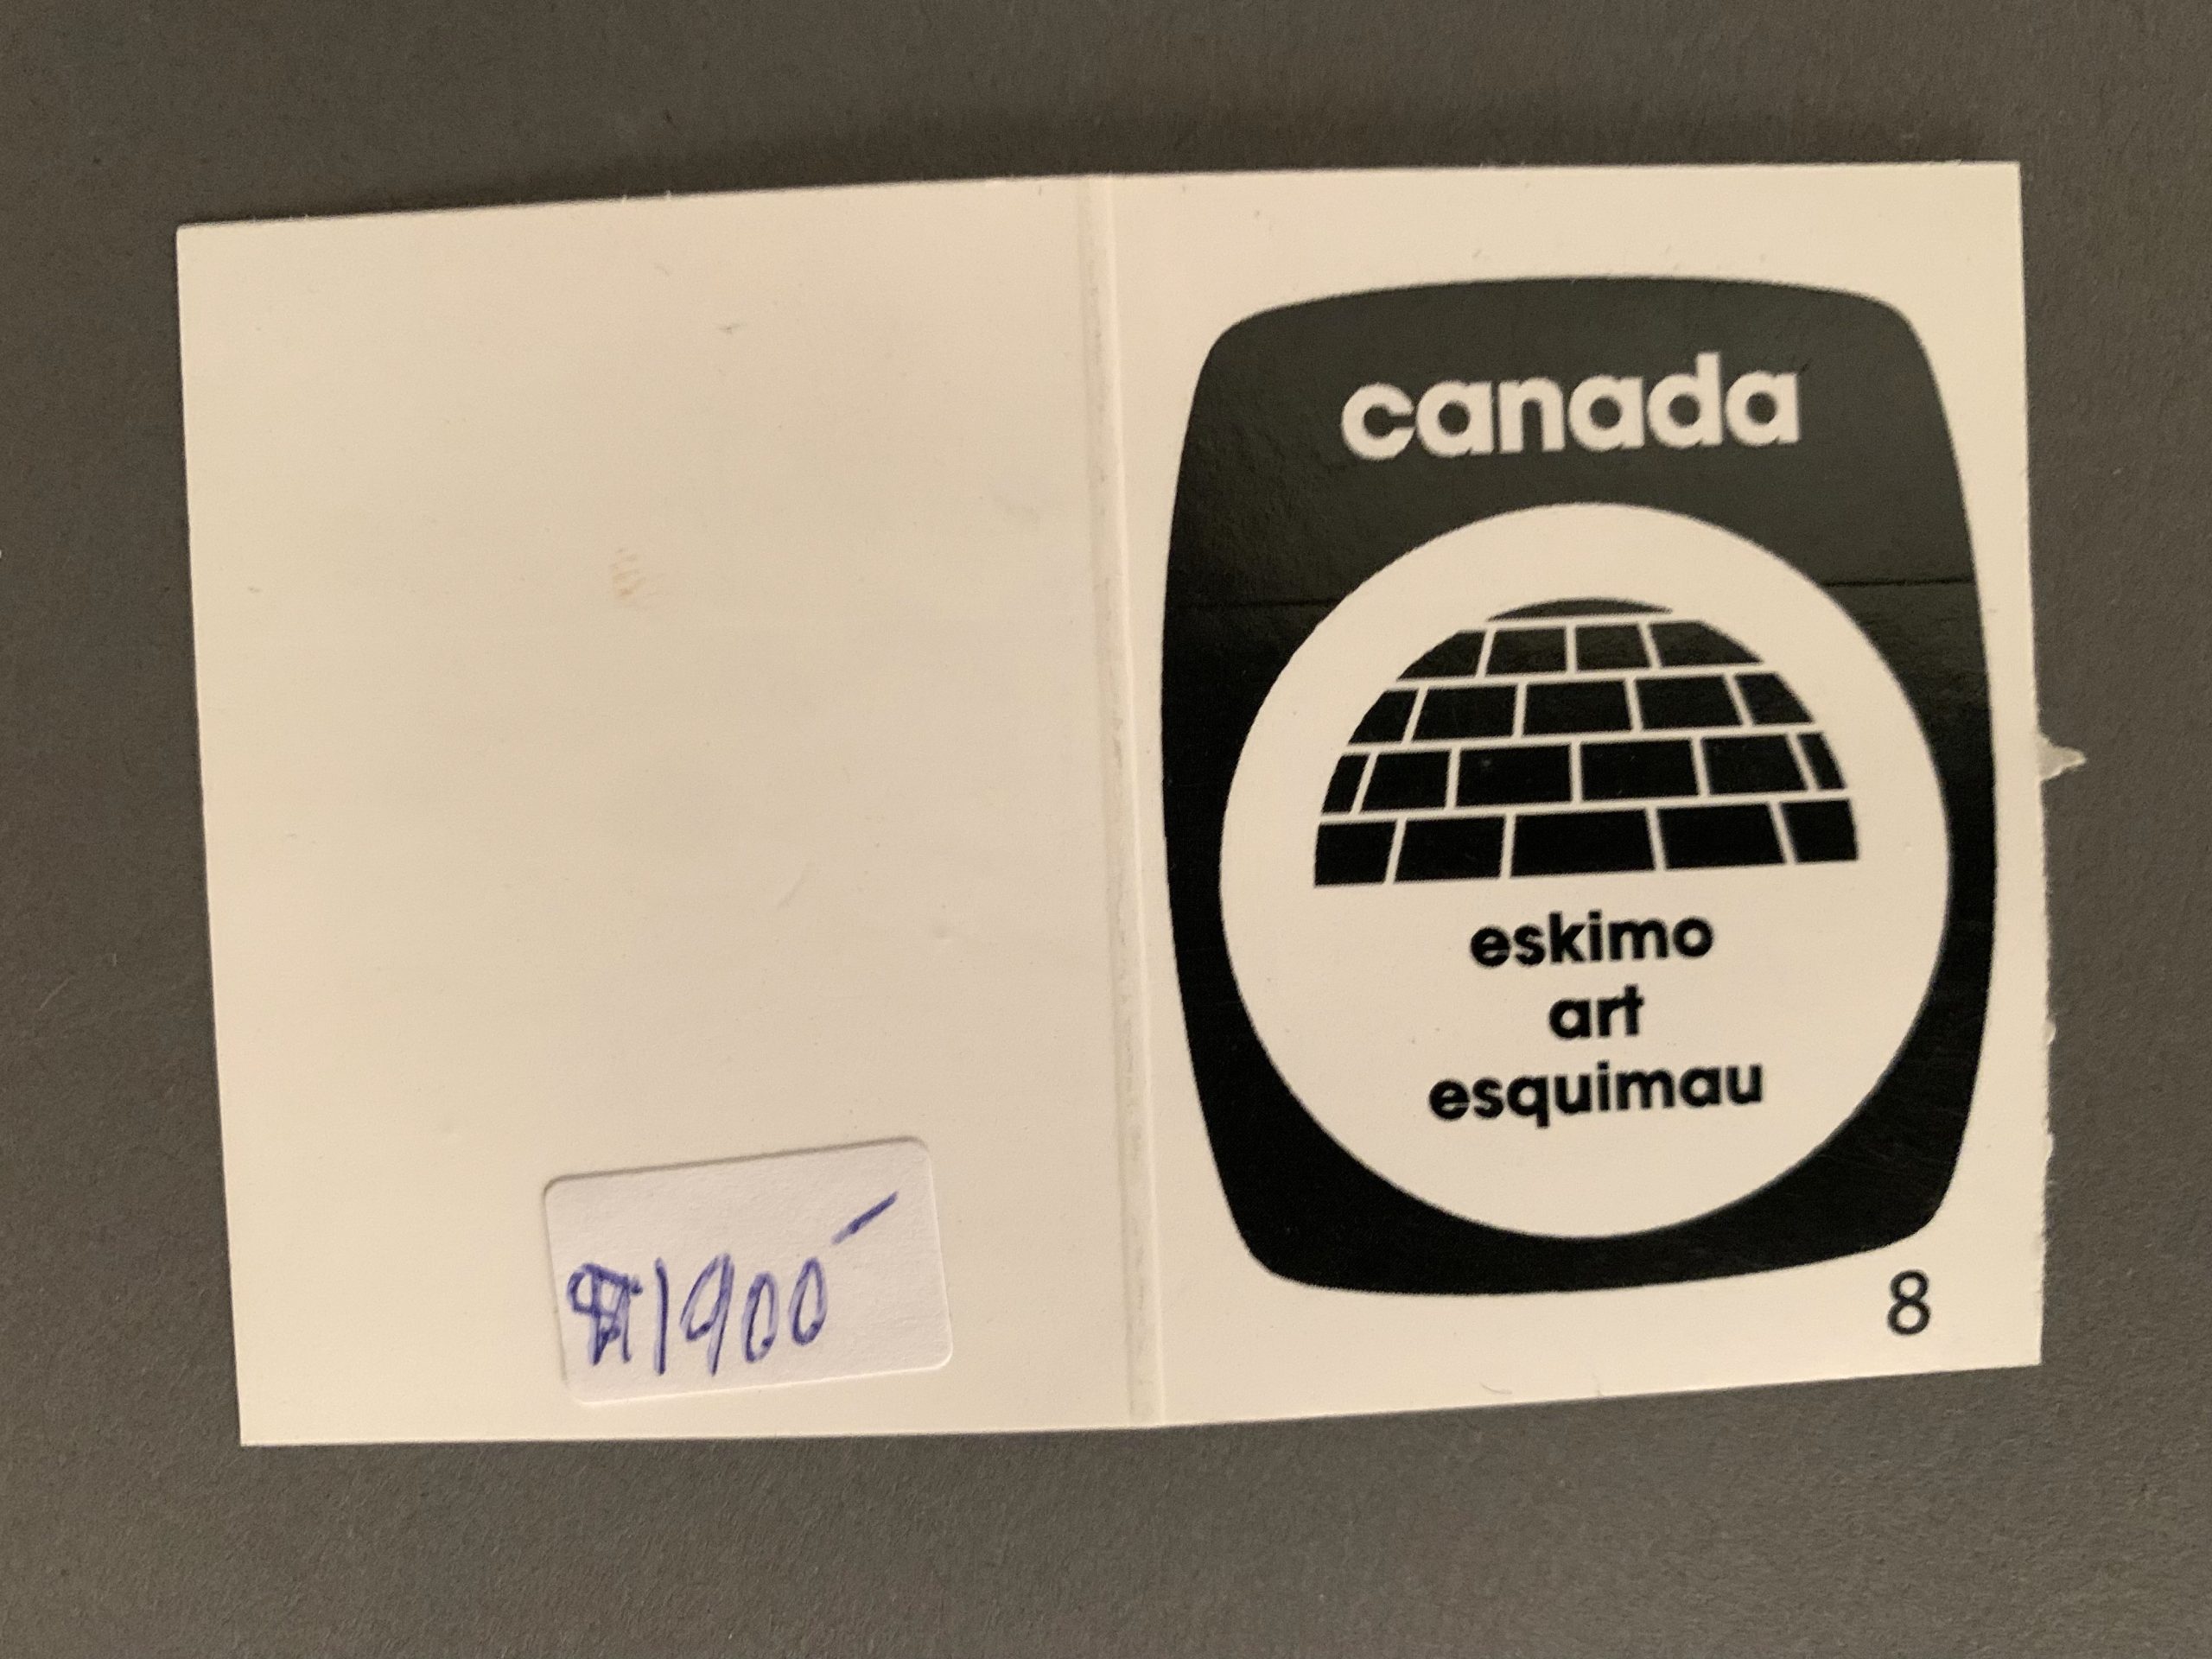 1900
canada
eskimo
art
esquimau
8